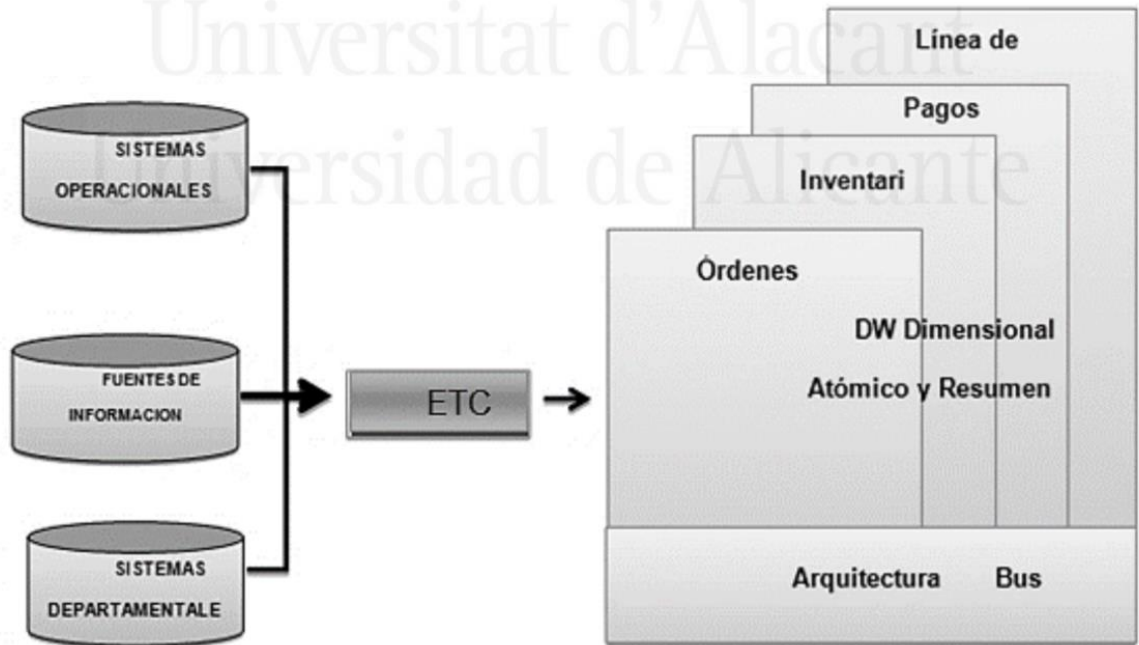 Universitat d'Alacant
Universidad de Alicante
SISTEMAS
OPERACIONALES
FUENTES DE
INFORMACION
SISTEMAS
DEPARTAMENTALE
ETC
Línea de
Pagos
Inventari
Órdenes
DW Dimensional
Atómico y Resumen
Arquitectura Bus